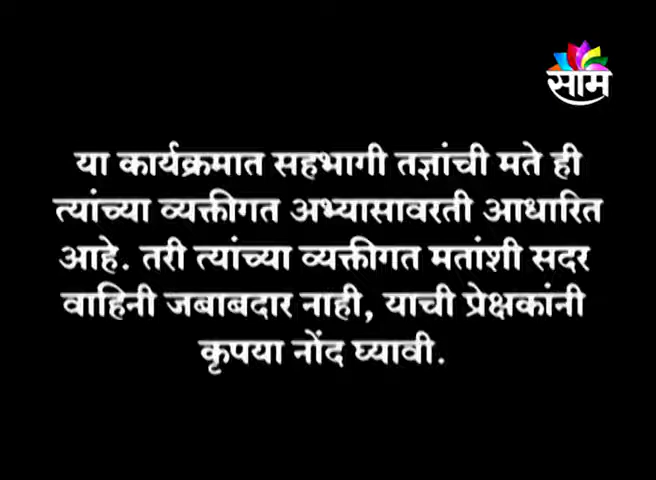 साम
या कार्यक्रमात सहभागी तज्ञांची मते ही
त्यांच्या व्यक्तीगत अभ्यासावरती आधारित
आहे. तरी त्यांच्या व्यक्तीगत मतांशी सदर
वाहिनी जबाबदार नाही, याची प्रेक्षकांनी
कृपया नोंद घ्यावी.